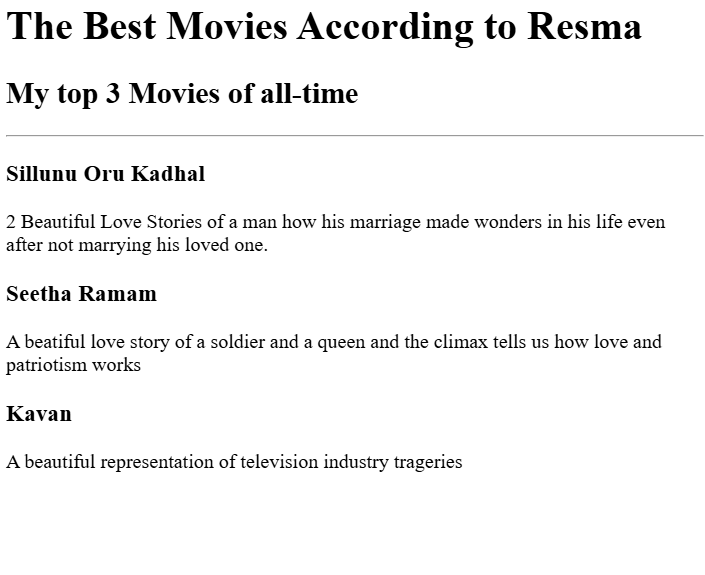 The Best Movies According to Resma
My top 3 Movies of all-time
Sillunu Oru Kadhal
2 Beautiful Love Stories of a man how his marriage made wonders in his life even
after not marrying his loved one.
Seetha Ramam
A beatiful love story of a soldier and a queen and the climax tells us how love and
patriotism works
Kavan
A beautiful representation of television industry trageries